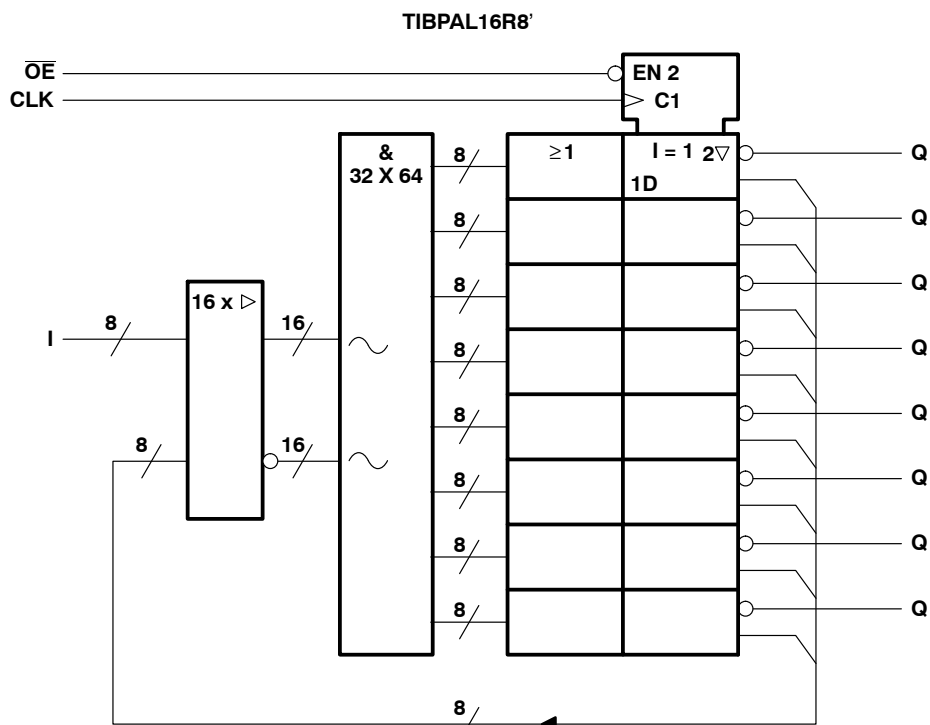 TIBPAL16R8’
OE
EN 2
CLK
C1
&
32 X 64
8
≥1
I = 1 2▽
Q
1D
8
Q
8
Q
16 x ▷
I
8
16
8
Q
8
16
8
Q
8
Q
8
Q
8
Q
8